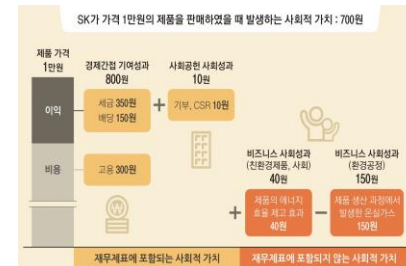 SK가 가격 1만원의 제품을 판매하였을 때 발생하는 사회적 가치 : 700원
제품 가격
1만원
경제간접 기여성과
800원
사회공헌 사회성과
10원
이익
세금 350원
배당 150원
+
기부, CSR 10원
비용
고용 300원
비즈니스 사회성과
(친환경제품, 사회)
40원
비즈니스 사회성과
(환경공정)
150원
+
제품의 에너지
효율 제고 효과
40원
−
제품 생산 과정에서
발생한 온실가스
150원
재무제표에 포함되는 사회적 가치
재무제표에 포함되지 않는 사회적 가치